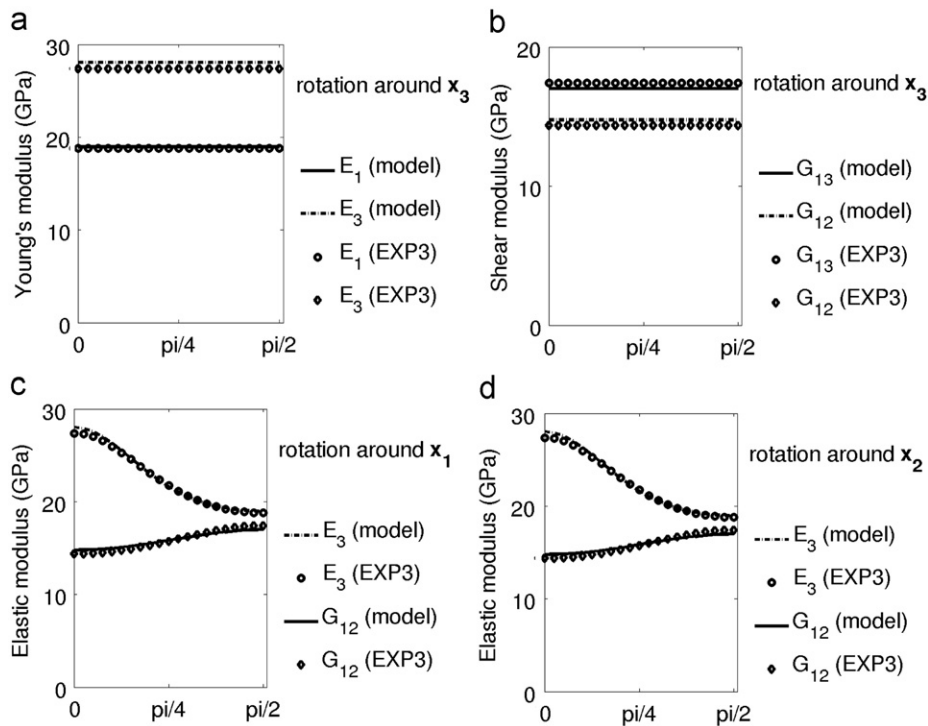 a
30
20
10
0
Young's modulus (GPa)
0 pi/4 pi/2
rotation around x3
E1 (model)
E3 (model)
E1 (EXP3)
E3 (EXP3)
b
20
15
10
5
0
Shear modulus (GPa)
0 pi/4 pi/2
rotation around x3
G13 (model)
G12 (model)
G13 (EXP3)
G12 (EXP3)
c
30
20
10
0
Elastic modulus (GPa)
0 pi/4 pi/2
rotation around x1
E3 (model)
E3 (EXP3)
G12 (model)
G12 (EXP3)
d
30
20
10
0
Elastic modulus (GPa)
0 pi/4 pi/2
rotation around x2
E3 (model)
E3 (EXP3)
G12 (model)
G12 (EXP3)